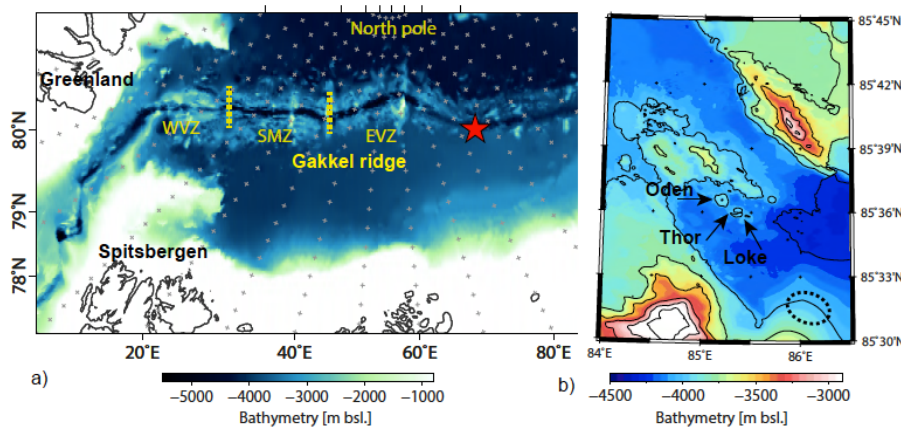 North pole
Greenland
80°N
WVZ
SMZ
EVZ
Gakkel ridge
79°N
Spitsbergen
78°N
20°E
40°E
60°E
80°E
a)
−5000
−4000
−3000
−2000
−1000
Bathymetry [m bsl.]
85°45'N
85°42'N
85°39'N
Oden
85°36'N
Thor
Loke
85°33'N
85°30'N
84°E
85°E
86°E
b)
−4500
−4000
−3500
−3000
Bathymetry [m bsl.]